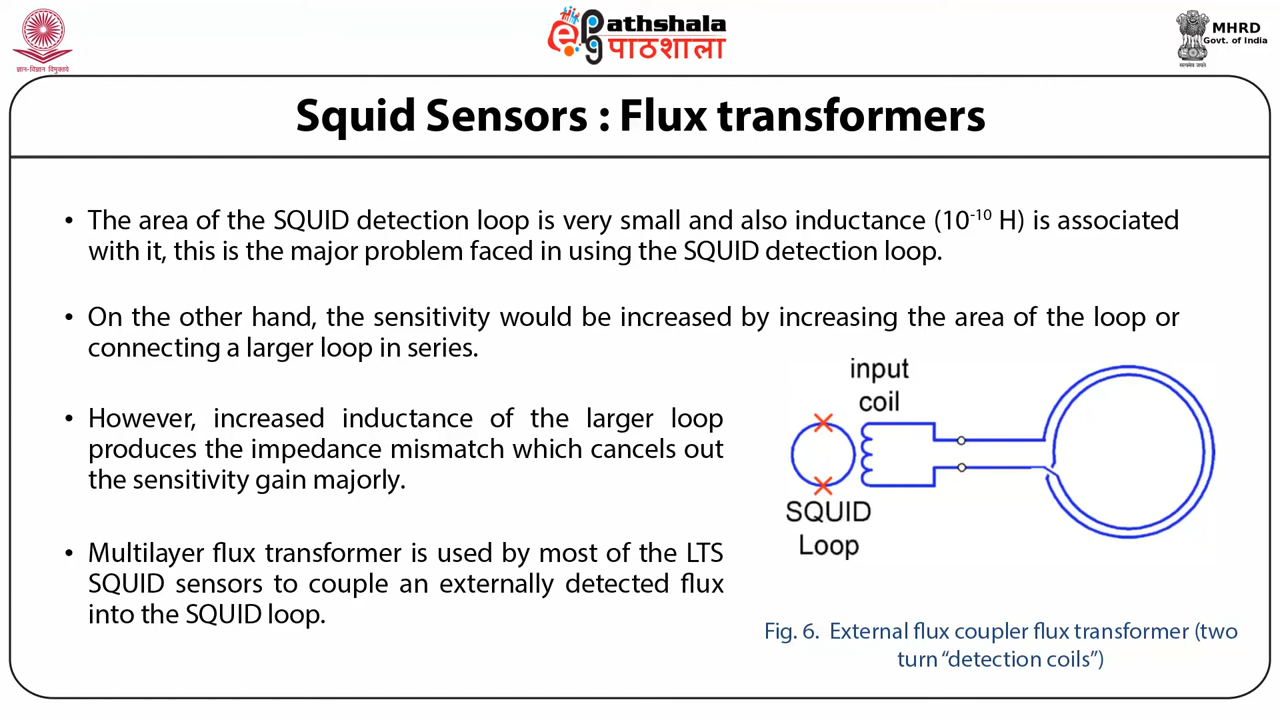 ज्ञान-विज्ञान विमुक्तये
ePG athshala
पाठशाला
MHRD
Govt. of India
सत्यमेव जयते
Squid Sensors : Flux transformers
• The area of the SQUID detection loop is very small and also inductance (10⁻¹⁰ H) is associated
with it, this is the major problem faced in using the SQUID detection loop.
• On the other hand, the sensitivity would be increased by increasing the area of the loop or
connecting a larger loop in series.
• However, increased inductance of the larger loop
produces the impedance mismatch which cancels out
the sensitivity gain majorly.
• Multilayer flux transformer is used by most of the LTS
SQUID sensors to couple an externally detected flux
into the SQUID loop.
input
coil
SQUID
Loop
Fig. 6. External flux coupler flux transformer (two
turn “detection coils”)